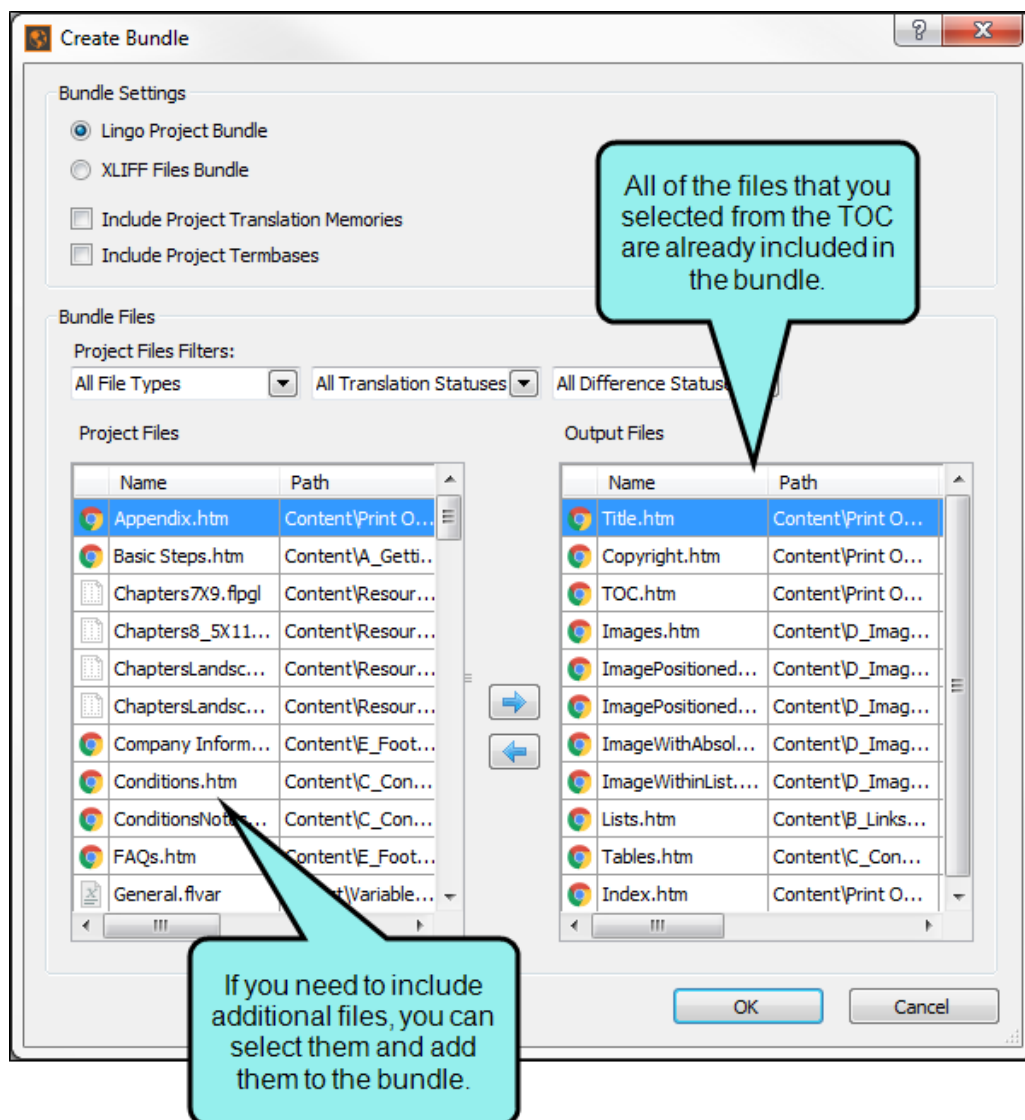 Create Bundle
Bundle Settings
Lingo Project Bundle
XLIFF Files Bundle
Include Project Translation Memories
Include Project Termbases
All of the files that you
selected from the TOC
are already included in
the bundle.
Bundle Files
Project Files Filters:
All File Types All Translation Statuses All Difference Statuse
Project Files
Name Path
Appendix.htm Content\Print O...
Basic Steps.htm Content\A_Getti...
Chapters7X9.flpgl Content\Resour...
Chapters8_5X11... Content\Resour...
ChaptersLandsc... Content\Resour...
ChaptersLandsc... Content\Resour...
Company Inform... Content\E_Foot...
Conditions.htm Content\C_Con...
ConditionsNotes... Content\C_Con...
FAQs.htm Content\E_Foot...
General.flvar \Variable...
Output Files
Name Path
Title.htm Content\Print O...
Copyright.htm Content\Print O...
TOC.htm Content\Print O...
Images.htm Content\D_Imag...
ImagePositioned... Content\D_Imag...
ImagePositioned... Content\D_Imag...
ImageWithAbsol... Content\D_Imag...
ImageWithinList.... Content\D_Imag...
Lists.htm Content\B_Links...
Tables.htm Content\C_Con...
Index.htm Content\Print O...
If you need to include
additional files, you can
select them and add
them to the bundle.
OK Cancel